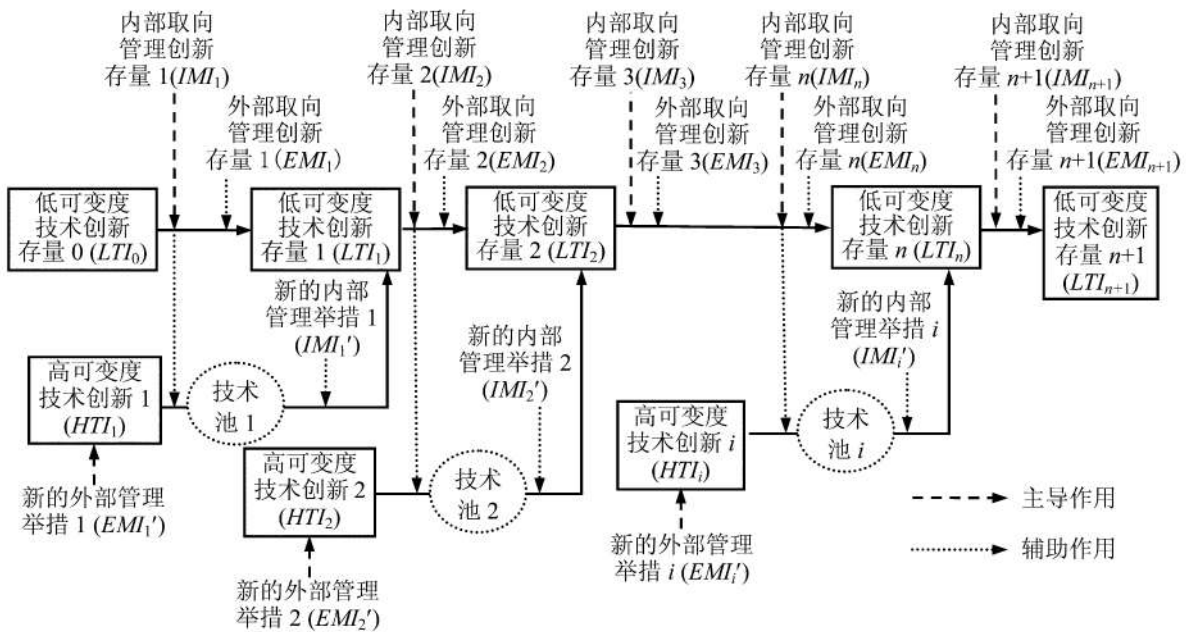 内部取向
管理创新
存量 1(IMI₁)
内部取向
管理创新
存量 2(IMI₂)
内部取向
管理创新
存量 3(IMI₃)
内部取向
管理创新
存量 n(IMIₙ)
内部取向
管理创新
存量 n+1(IMIₙ₊₁)
外部取向
管理创新
存量 1(EMI₁)
外部取向
管理创新
存量 2(EMI₂)
外部取向
管理创新
存量 3(EMI₃)
外部取向
管理创新
存量 n(EMIₙ)
外部取向
管理创新
存量 n+1(EMIₙ₊₁)
低可变度
技术创新
存量 0 (LTI₀)
低可变度
技术创新
存量 1 (LTI₁)
低可变度
技术创新
存量 2 (LTI₂)
低可变度
技术创新
存量 n (LTIₙ)
低可变度
技术创新
存量 n+1
(LTIₙ₊₁)
新的内部
管理举措 1
(IMI₁′)
新的内部
管理举措 2
(IMI₂′)
新的内部
管理举措 i
(IMIᵢ′)
高可变度
技术创新 1
(HTI₁)
技术
池 1
高可变度
技术创新 2
(HTI₂)
技术
池 2
高可变度
技术创新 i
(HTIᵢ)
技术
池 i
新的外部管理
举措 1 (EMI₁′)
新的外部管理
举措 2 (EMI₂′)
新的外部管理
举措 i (EMIᵢ′)
主导作用
辅助作用